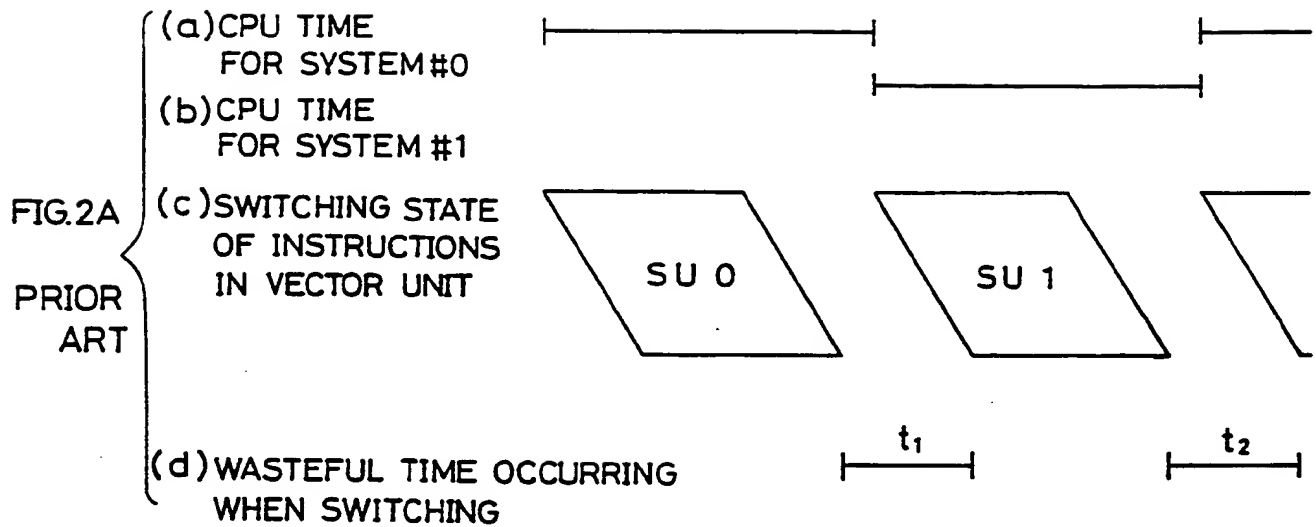 FIG.2A
PRIOR
ART
(a) CPU TIME
FOR SYSTEM #0
(b) CPU TIME
FOR SYSTEM #1
(c) SWITCHING STATE
OF INSTRUCTIONS
IN VECTOR UNIT
SU 0
SU 1
(d) WASTEFUL TIME OCCURRING
WHEN SWITCHING
t₁
t₂